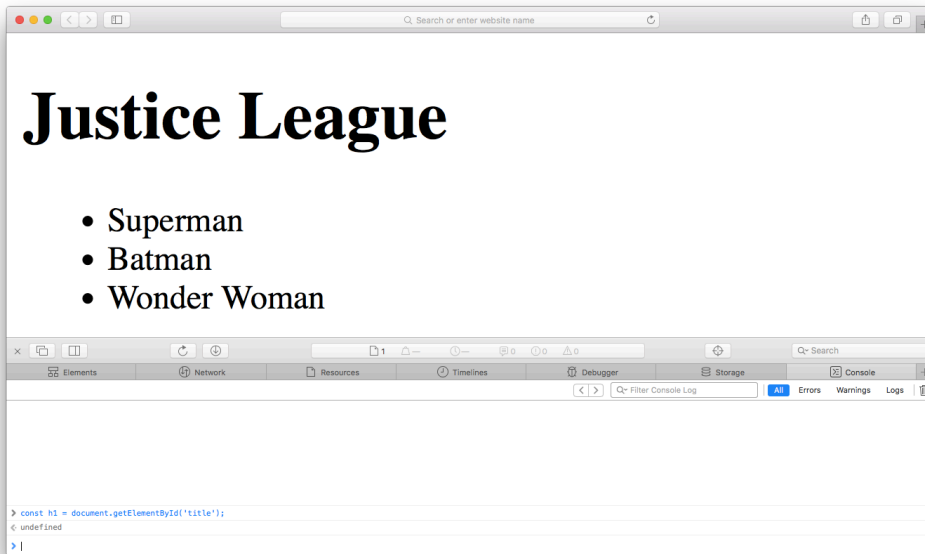 Search or enter website name
Justice League
• Superman
• Batman
• Wonder Woman
1 — — 0 0 0 Search
Elements Network Resources Timelines Debugger Storage Console
Filter Console Log All Errors Warnings Logs
> const h1 = document.getElementById('title');
< undefined
>